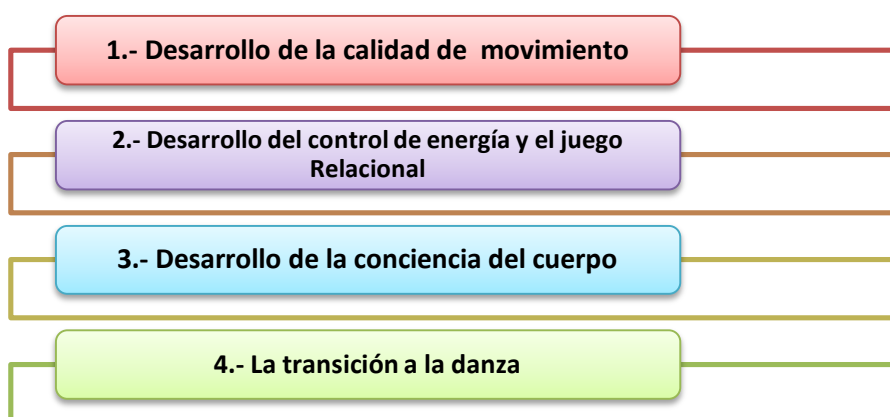 1.- Desarrollo de la calidad de  movimiento
2.- Desarrollo del control de energía y el juego
Relacional
3.- Desarrollo de la conciencia del cuerpo
4.- La transición a la danza